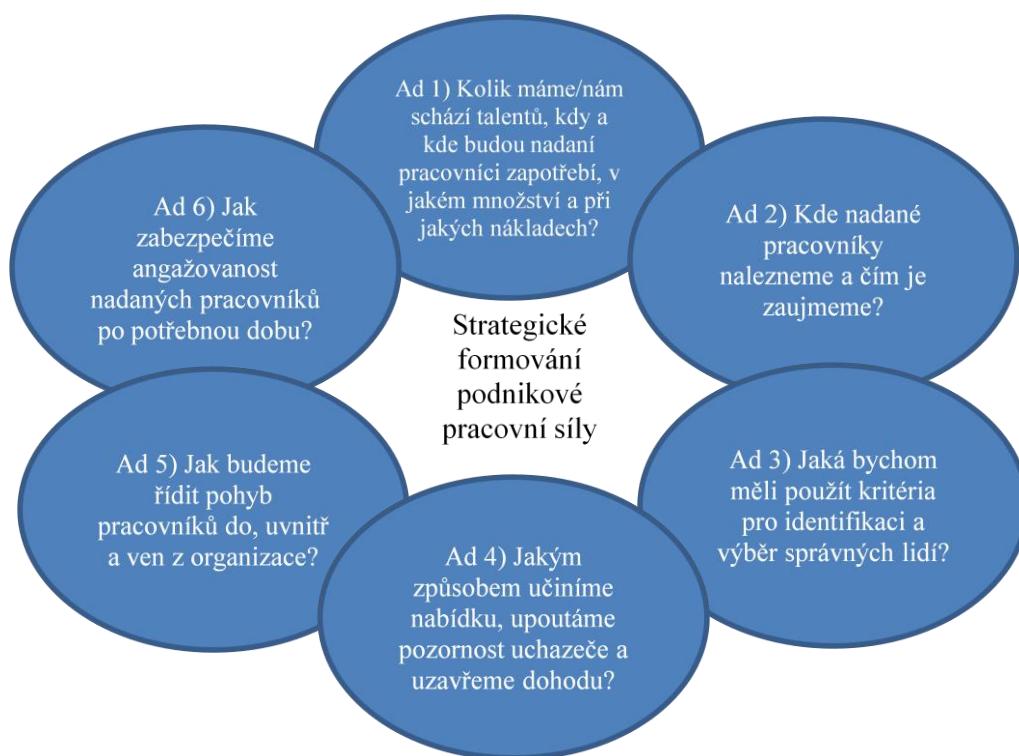 Ad 1) Kolik máme/nám
schází talentů, kdy a
kde budou nadaní
pracovníci zapotřebí, v
jakém množství a při
jakých nákladech?
Ad 2) Kde nadané
pracovníky
nalezneme a čím je
zaujmeme?
Ad 3) Jaká bychom
měli použít kritéria
pro identifikaci a
výběr správných lidí?
Ad 4) Jakým
způsobem učiníme
nabídku, upoutáme
pozornost uchazeče a
uzavřeme dohodu?
Ad 5) Jak budeme
řídit pohyb
pracovníků do, uvnitř
a ven z organizace?
Ad 6) Jak
zabezpečíme
angažovanost
nadaných pracovníků
po potřebnou dobu?
Strategické
formování
podnikové
pracovní síly